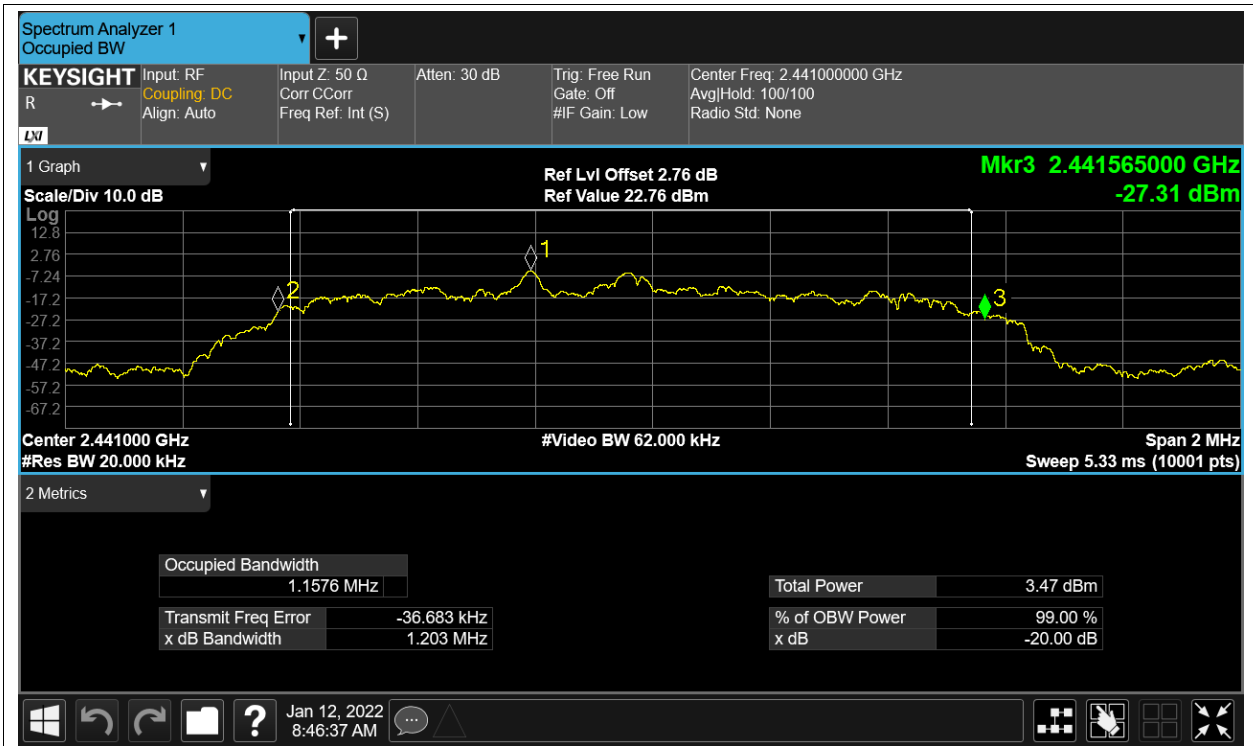 Spectrum Analyzer 1
Occupied BW
KEYSIGHT
R
LXI
Input: RF
Coupling: DC
Align: Auto
Input Z: 50 Ω
Corr CCorr
Freq Ref: Int (S)
Atten: 30 dB
Trig: Free Run
Gate: Off
#IF Gain: Low
Center Freq: 2.441000000 GHz
Avg|Hold: 100/100
Radio Std: None
1 Graph
Scale/Div 10.0 dB
Ref Lvl Offset 2.76 dB
Ref Value 22.76 dBm
Mkr3 2.441565000 GHz
-27.31 dBm
Log
12.8
2.76
-7.24
-17.2
-27.2
-37.2
-47.2
-57.2
-67.2
1
2
3
Center 2.441000 GHz
#Video BW 62.000 kHz
Span 2 MHz
#Res BW 20.000 kHz
Sweep 5.33 ms (10001 pts)
2 Metrics
Occupied Bandwidth
1.1576 MHz
Transmit Freq Error -36.683 kHz
x dB Bandwidth 1.203 MHz
Total Power 3.47 dBm
% of OBW Power 99.00 %
x dB -20.00 dB
?
Jan 12, 2022
8:46:37 AM